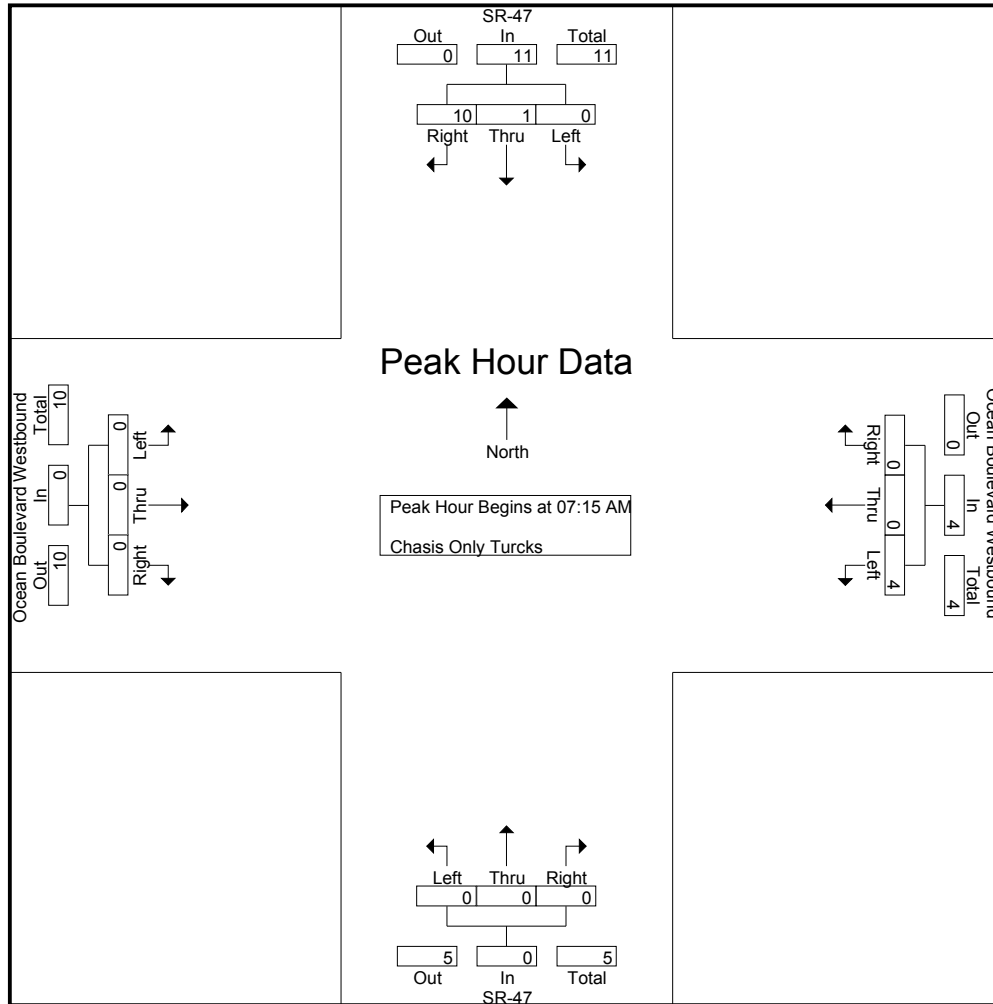 SR-47
Out In Total
0 11 11
10 1 0
Right Thru Left
Peak Hour Data
North
Peak Hour Begins at 07:15 AM
Chasis Only Turcks
Ocean Boulevard Westbound
Out In Total
10 0 10
0 0 0
Left Thru Right
Ocean Boulevard Westbound
Out In Total
0 4 4
0 0 4
Right Thru Left
Left Thru Right
0 0 0
5 0 5
Out In Total
SR-47